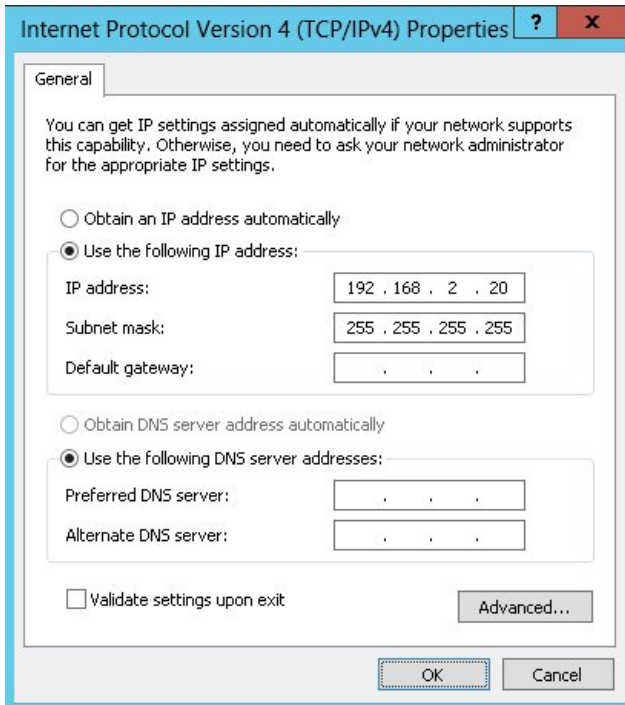 Internet Protocol Version 4 (TCP/IPv4) Properties ? x
General
You can get IP settings assigned automatically if your network supports
this capability. Otherwise, you need to ask your network administrator
for the appropriate IP settings.
Obtain an IP address automatically
Use the following IP address:
IP address: 192 . 168 . 2 . 20
Subnet mask: 255 . 255 . 255 . 255
Default gateway: . . .
Obtain DNS server address automatically
Use the following DNS server addresses:
Preferred DNS server: . . .
Alternate DNS server: . . .
Validate settings upon exit
Advanced...
OK Cancel